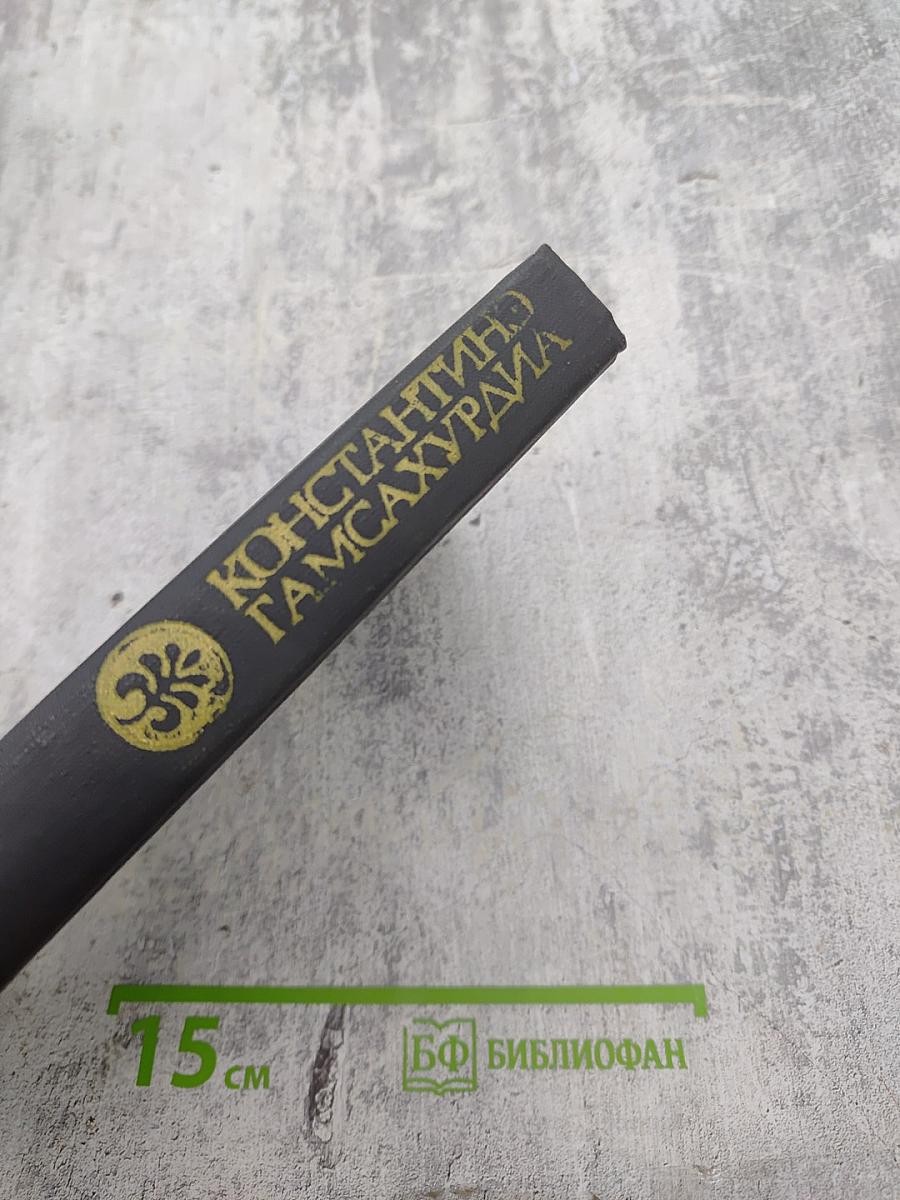 КОНСТАНТИНЭ
ГАМСАХУРДИА
15 см
БФ БИБЛИОФАН